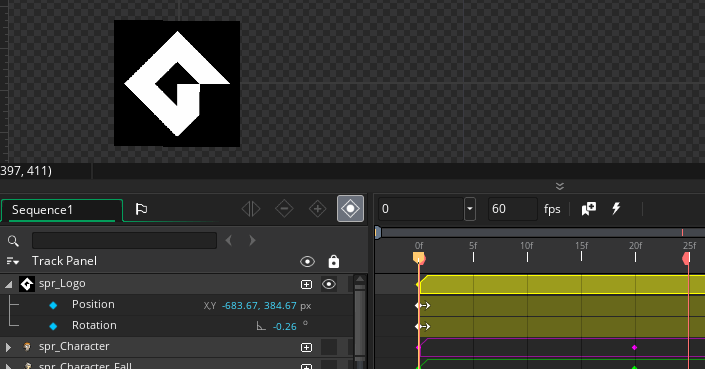 397, 411)
Sequence1
0
60
fps
Track Panel
0f 5f 10f 15f 20f 25f
spr_Logo
Position X,Y -683.67, 384.67 px
Rotation -0.26 °
spr_Character
spr_Character_Fall